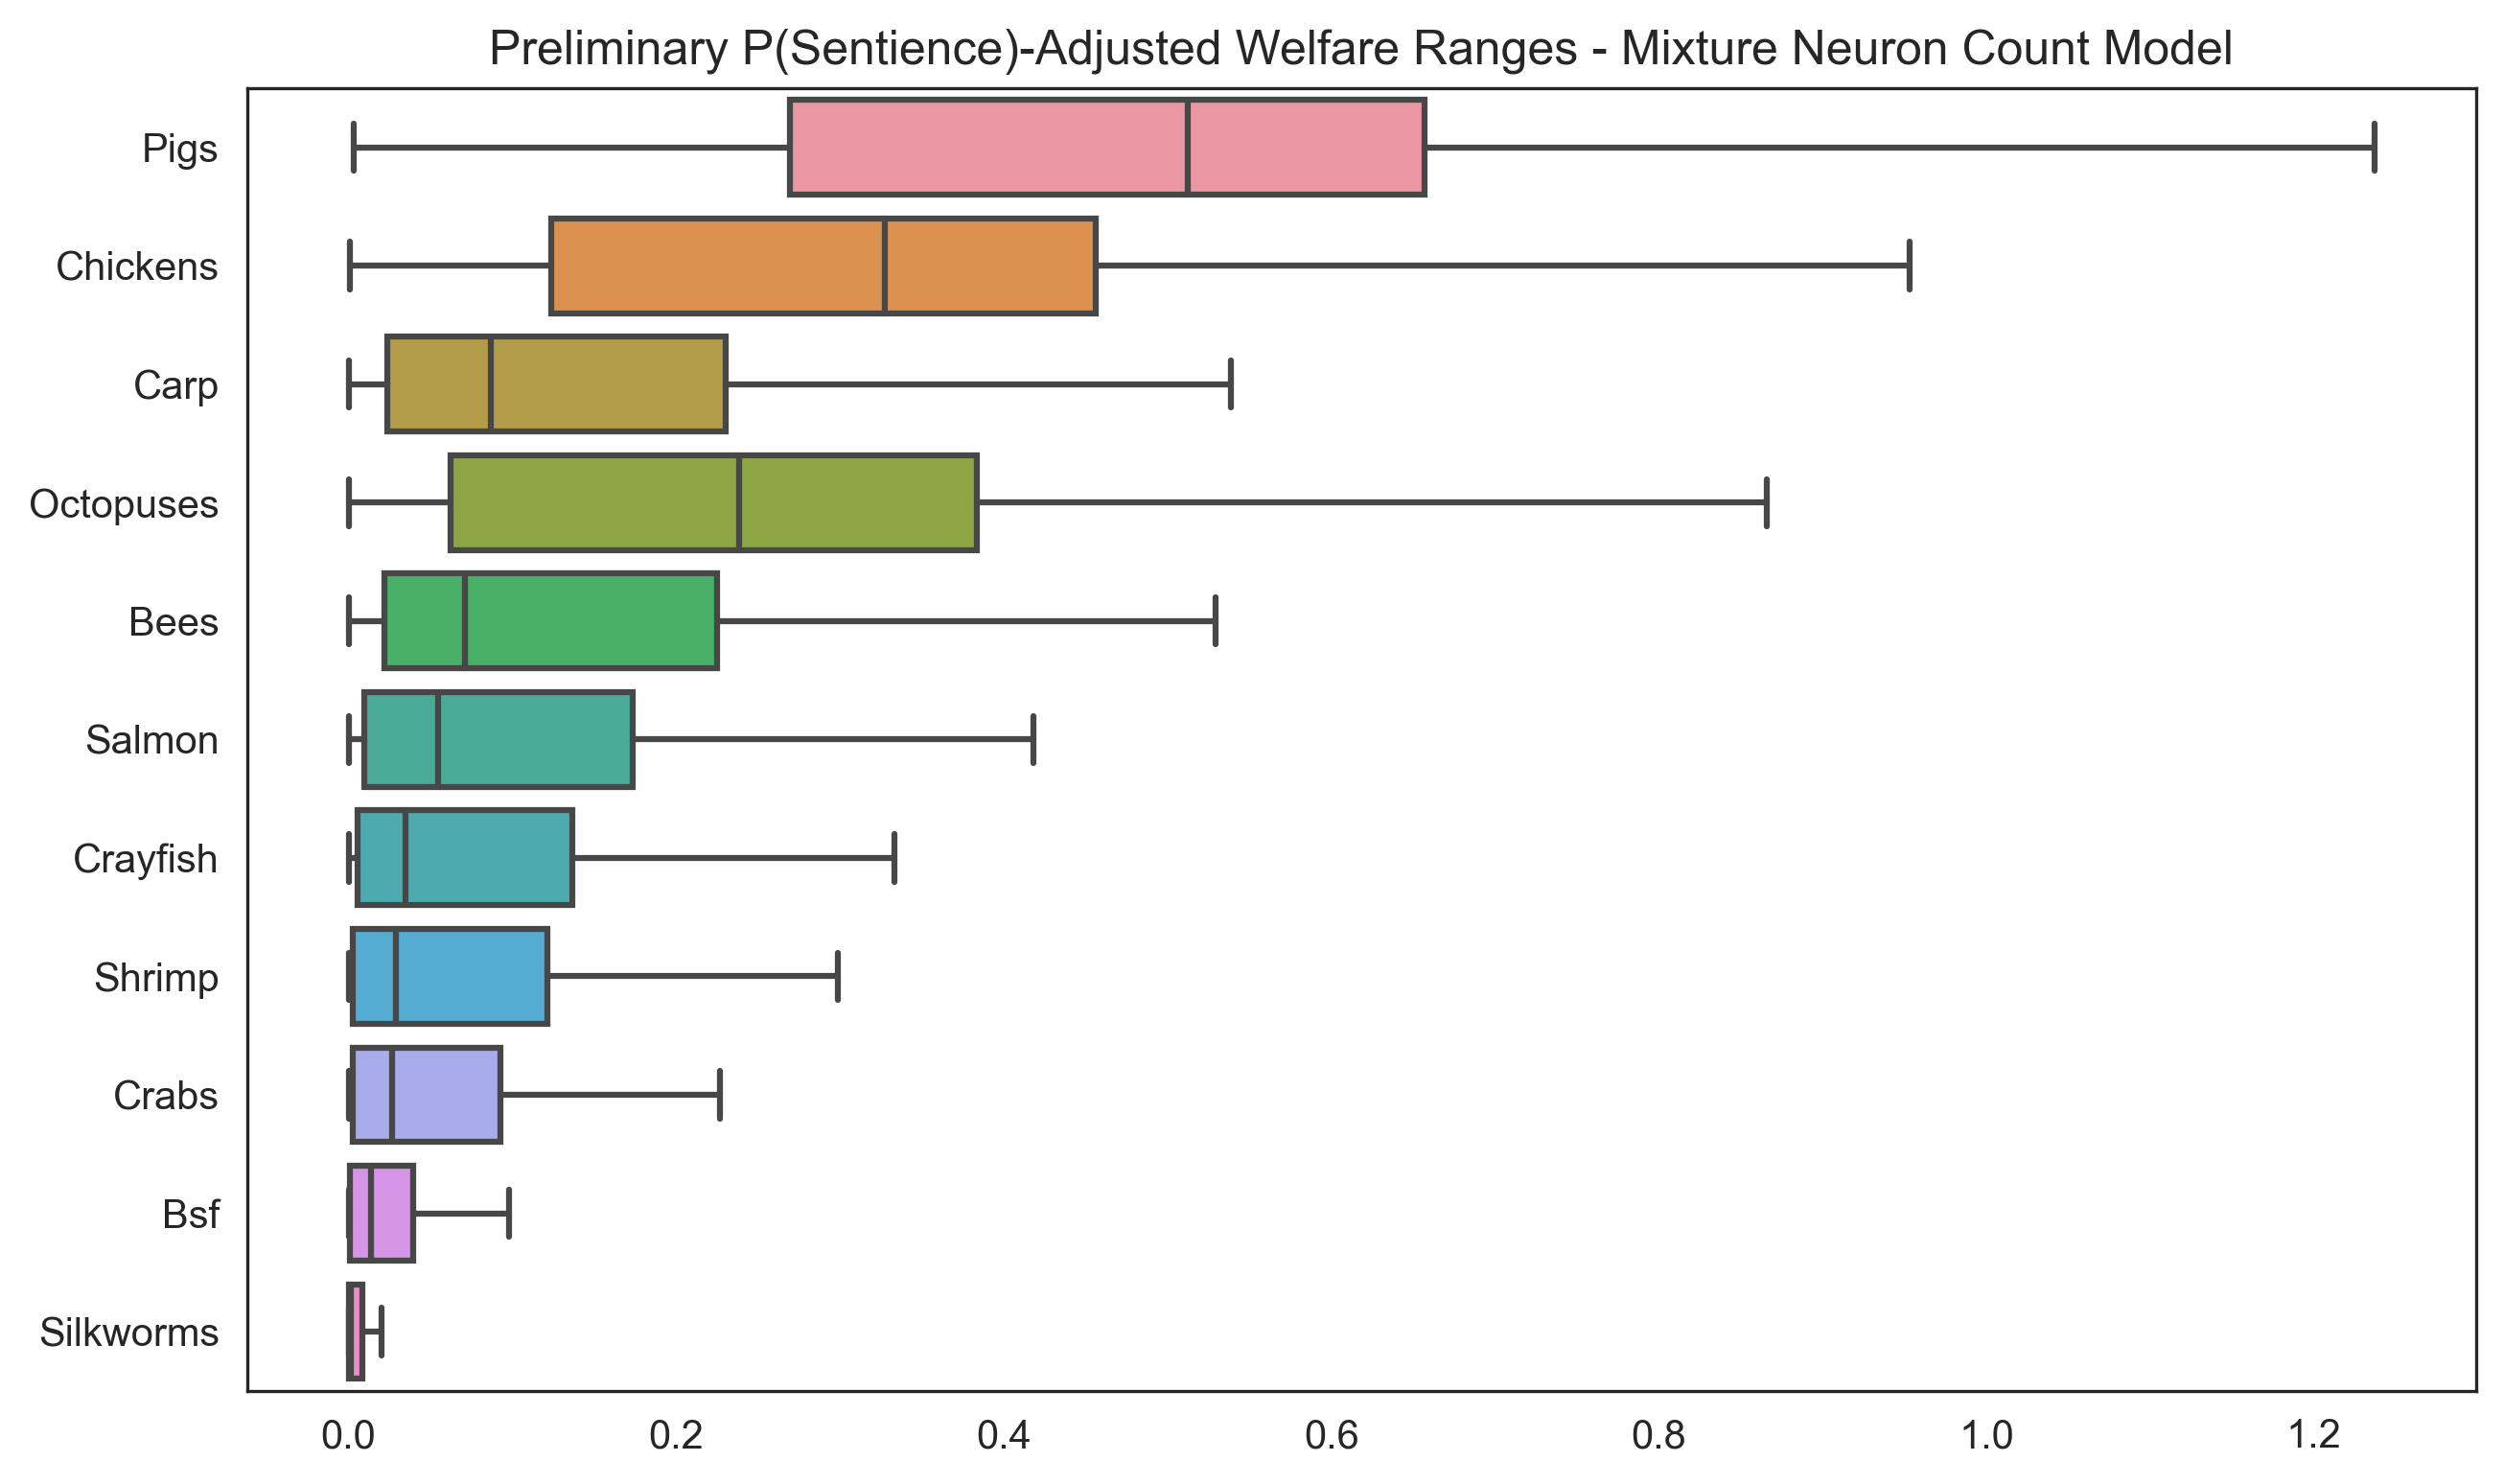 Preliminary P(Sentience)-Adjusted Welfare Ranges - Mixture Neuron Count Model
Pigs
Chickens
Carp
Octopuses
Bees
Salmon
Crayfish
Shrimp
Crabs
Bsf
Silkworms
0.0 0.2 0.4 0.6 0.8 1.0 1.2